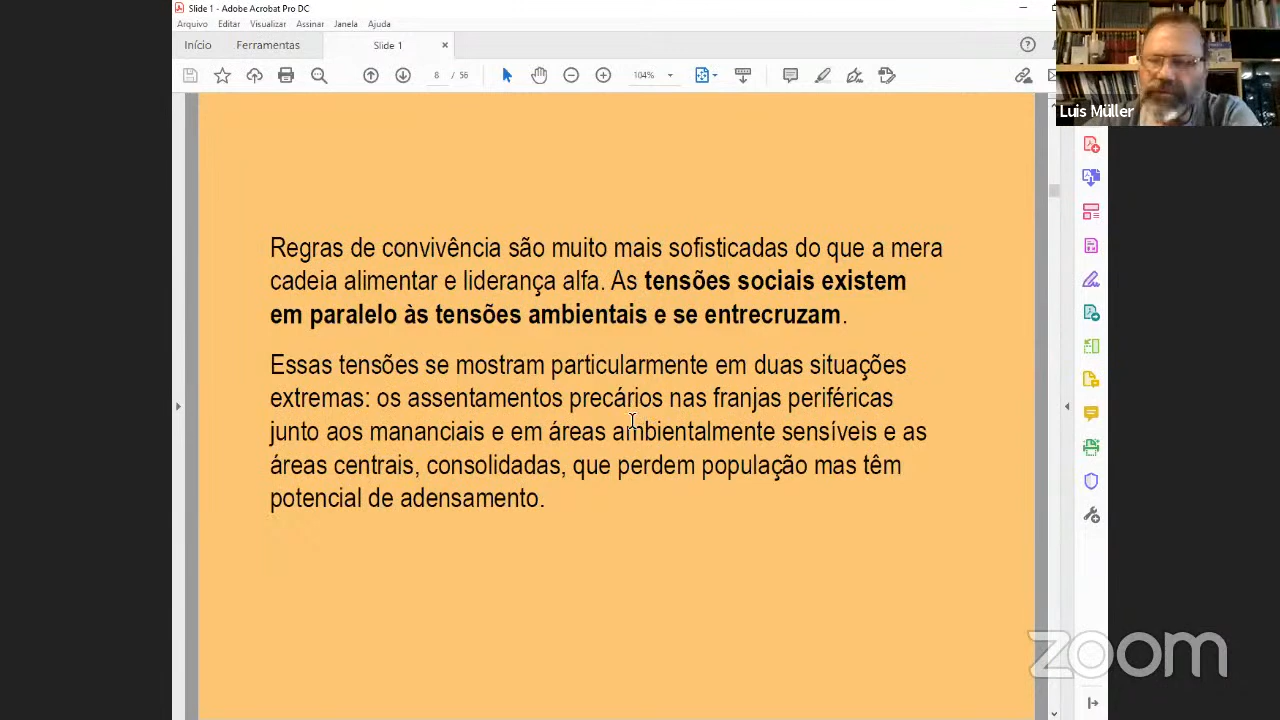 Slide 1 - Adobe Acrobat Pro DC
Arquivo Editar Visualizar Assinar Janela Ajuda
Início Ferramentas Slide 1
8 / 56 104%
Luis Müller
Regras de convivência são muito mais sofisticadas do que a mera
cadeia alimentar e liderança alfa. As tensões sociais existem
em paralelo às tensões ambientais e se entrecruzam.
Essas tensões se mostram particularmente em duas situações
extremas: os assentamentos precários nas franjas periféricas
junto aos mananciais e em áreas ambientalmente sensíveis e as
áreas centrais, consolidadas, que perdem população mas têm
potencial de adensamento.
zoom